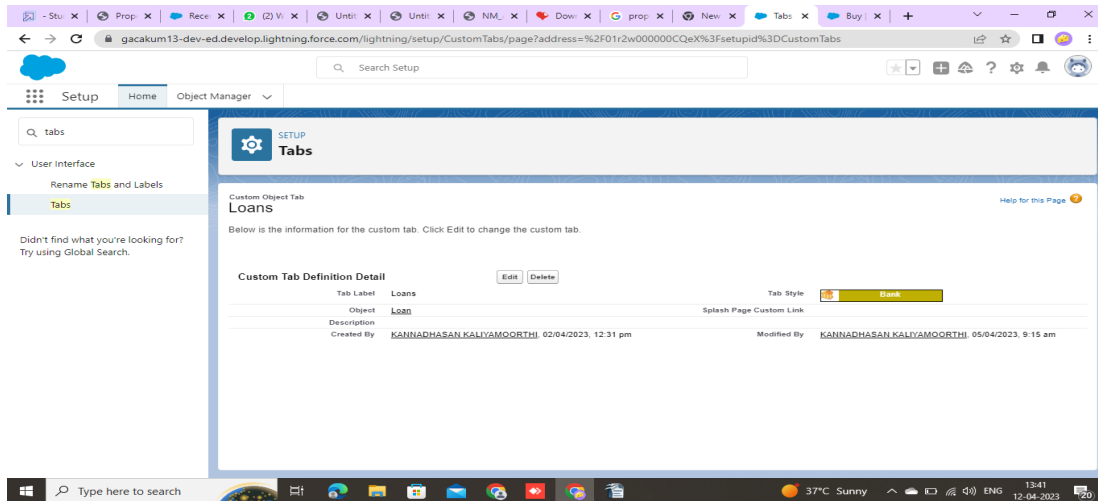 - Stu
Prop
Rece
(2) W
Untit
Untit
NM_
Down
G prop
New
Tabs
Buy |
gacakum13-dev-ed.develop.lightning.force.com/lightning/setup/CustomTabs/page?address=%2F01r2w000000CQeX%3Fsetupid%3DCustomTabs
Search Setup
Setup
Home
Object Manager
tabs
SETUP
Tabs
User Interface
Rename Tabs and Labels
Tabs
Didn't find what you're looking for?
Try using Global Search.
Custom Object Tab
Loans
Help for this Page
Below is the information for the custom tab. Click Edit to change the custom tab.
Custom Tab Definition Detail
Edit Delete
Tab Label Loans
Tab Style Bank
Object Loan
Splash Page Custom Link
Description
Created By KANNADHASAN KALIYAMOORTHI, 02/04/2023, 12:31 pm
Modified By KANNADHASAN KALIYAMOORTHI, 05/04/2023, 9:15 am
Type here to search
37°C Sunny
ENG
13:41
12-04-2023
20